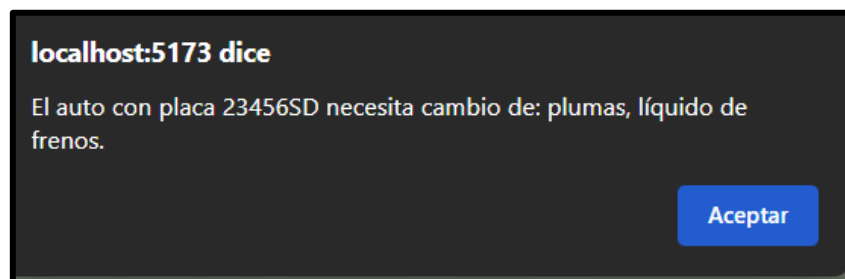 localhost:5173 dice
El auto con placa 23456SD necesita cambio de: plumas, líquido de
frenos.
Aceptar